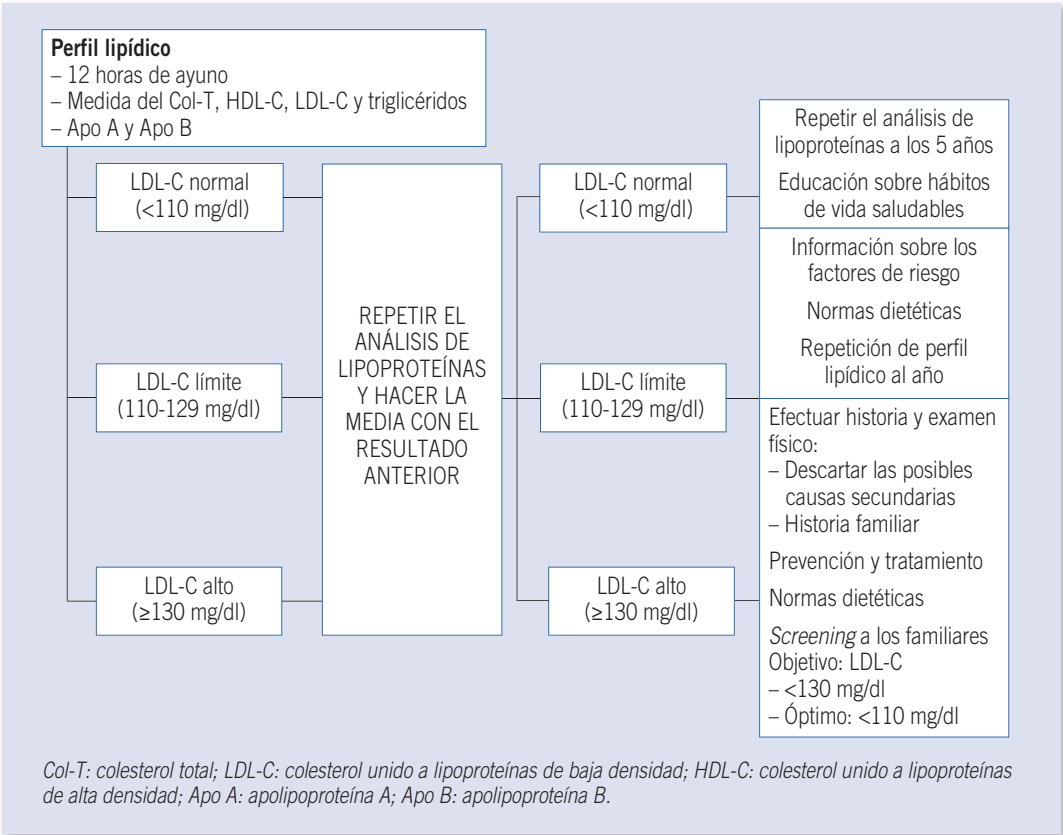 Perfil lipídico
– 12 horas de ayuno
– Medida del Col-T, HDL-C, LDL-C y triglicéridos
– Apo A y Apo B
LDL-C normal
(<110 mg/dl)
LDL-C límite
(110-129 mg/dl)
LDL-C alto
(≥130 mg/dl)
REPETIR EL
ANÁLISIS DE
LIPOPROTEÍNAS
Y HACER LA
MEDIA CON EL
RESULTADO
ANTERIOR
LDL-C normal
(<110 mg/dl)
LDL-C límite
(110-129 mg/dl)
LDL-C alto
(≥130 mg/dl)
Repetir el análisis de
lipoproteínas a los 5 años
Educación sobre hábitos
de vida saludables
Información sobre los
factores de riesgo
Normas dietéticas
Repetición de perfil
lipídico al año
Efectuar historia y examen
físico:
– Descartar las posibles
causas secundarias
– Historia familiar
Prevención y tratamiento
Normas dietéticas
Screening a los familiares
Objetivo: LDL-C
– <130 mg/dl
– Óptimo: <110 mg/dl
Col-T: colesterol total; LDL-C: colesterol unido a lipoproteínas de baja densidad; HDL-C: colesterol unido a lipoproteínas
de alta densidad; Apo A: apolipoproteína A; Apo B: apolipoproteína B.